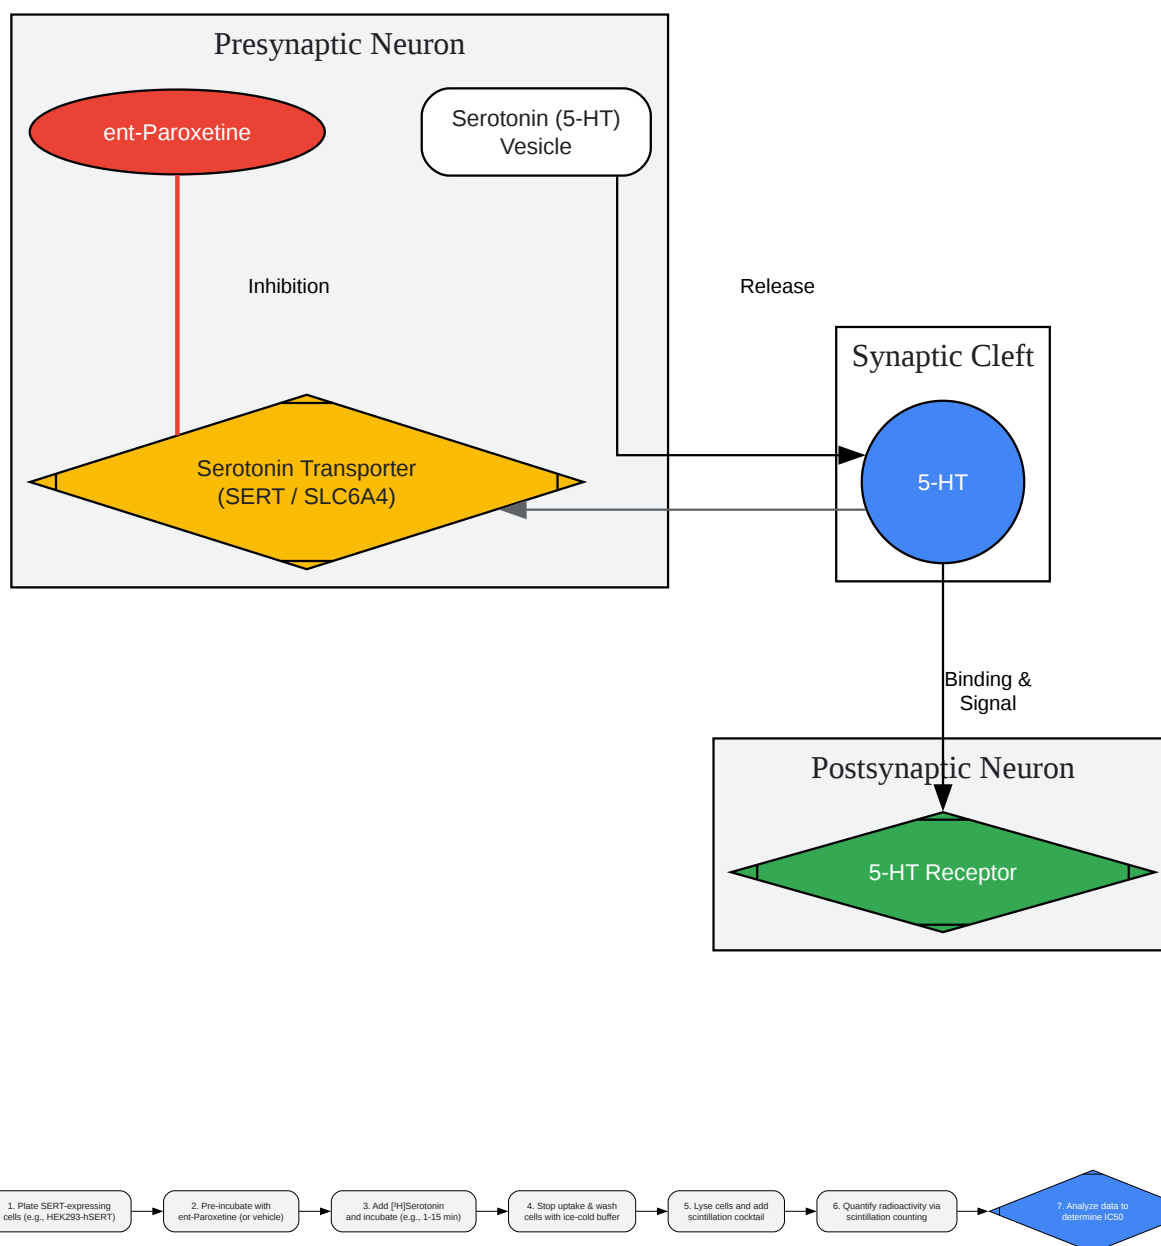 Presynaptic Neuron
ent-Paroxetine
Serotonin (5-HT)
Vesicle
Inhibition
Release
Synaptic Cleft
Serotonin Transporter
(SERT / SLC6A4)
5-HT
Binding &
Signal
Postsynaptic Neuron
5-HT Receptor
1. Plate SERT-expressing
cells (e.g., HEK293-hSERT)
2. Pre-incubate with
ent-Paroxetine (or vehicle)
3. Add [³H]Serotonin
and incubate (e.g., 1-15 min)
4. Stop uptake & wash
cells with ice-cold buffer
5. Lyse cells and add
scintillation cocktail
6. Quantify radioactivity via
scintillation counting
7. Analyze data to
determine IC50